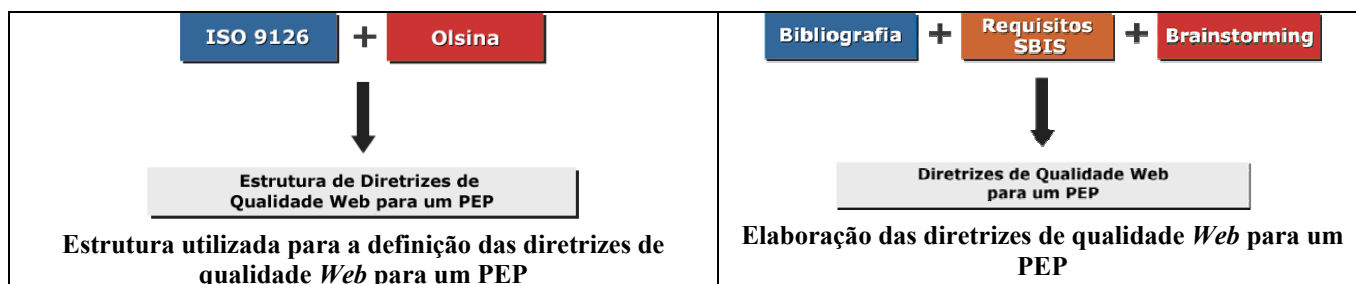 ISO 9126 + Olsina
Estrutura de Diretrizes de
Qualidade Web para um PEP
Estrutura utilizada para a definição das diretrizes de
qualidade Web para um PEP
Bibliografia + Requisitos
SBIS + Brainstorming
Diretrizes de Qualidade Web
para um PEP
Elaboração das diretrizes de qualidade Web para um
PEP